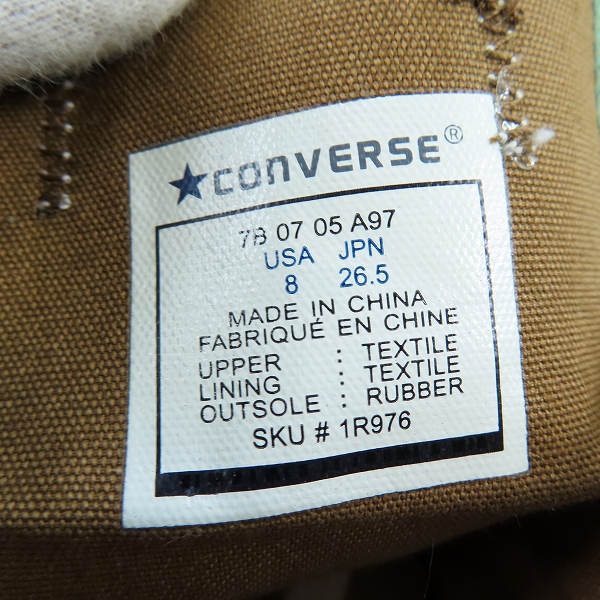 ★CONVERSE®
7B 07 05 A97
USA JPN
8 26.5
MADE IN CHINA
FABRIQUÉ EN CHINE
UPPER : TEXTILE
LINING : TEXTILE
OUTSOLE : RUBBER
SKU # 1R976